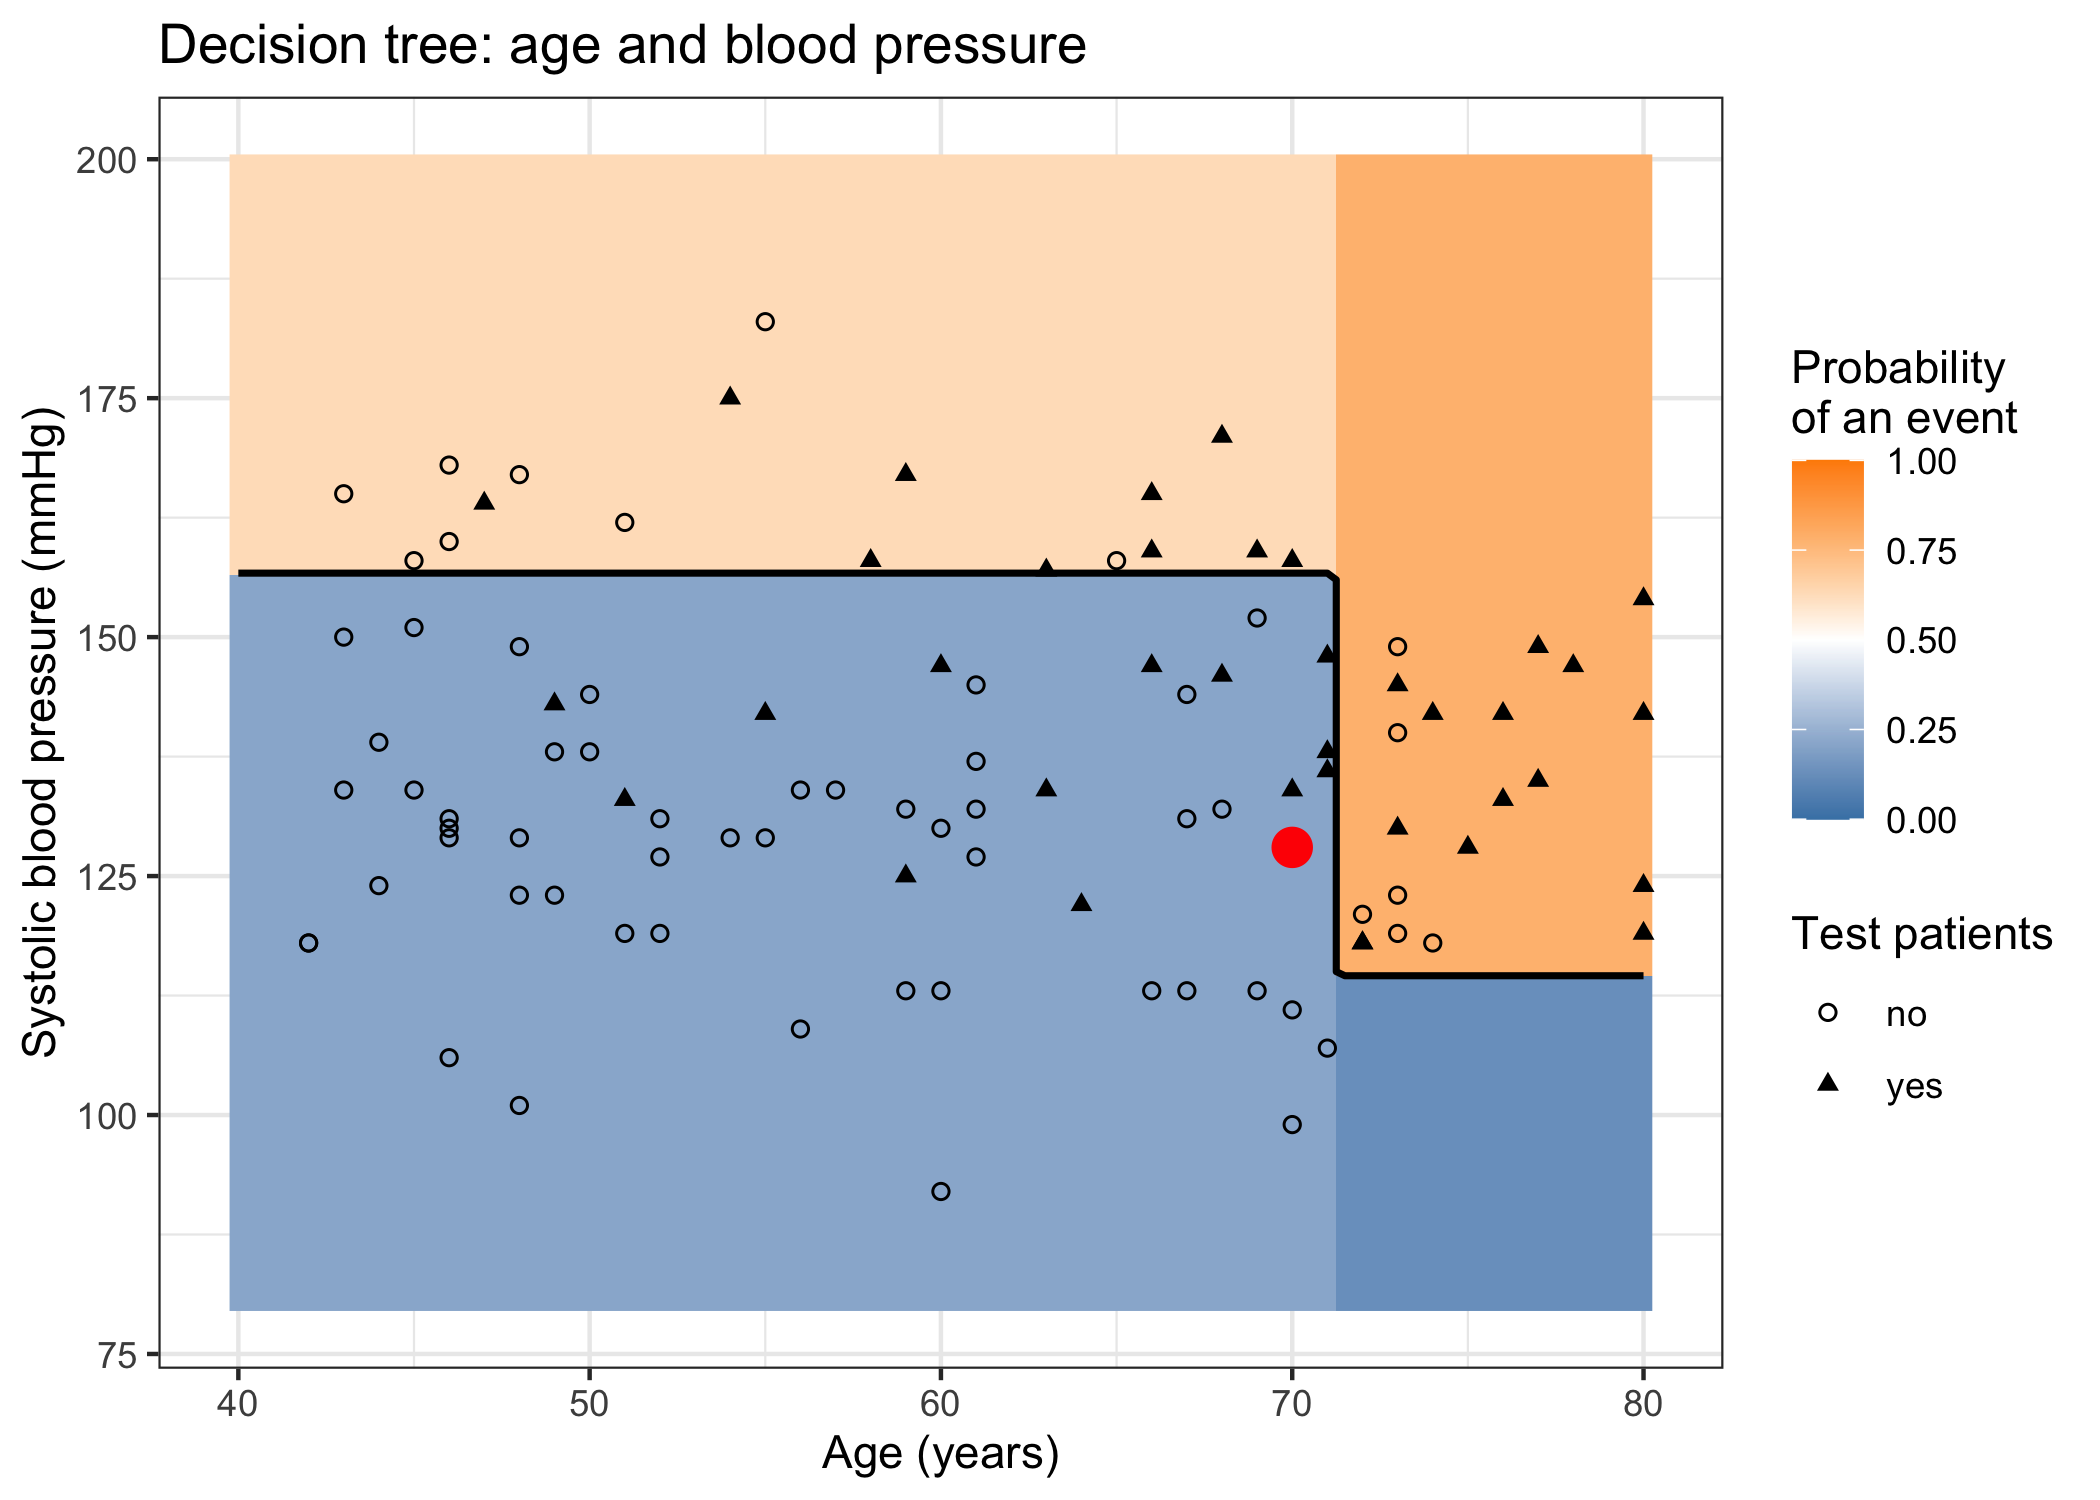 Decision tree: age and blood pressure
Systolic blood pressure (mmHg)
200
175
150
125
100
75
40 50 60 70 80
Age (years)
Probability
of an event
1.00
0.75
0.50
0.25
0.00
Test patients
no
yes